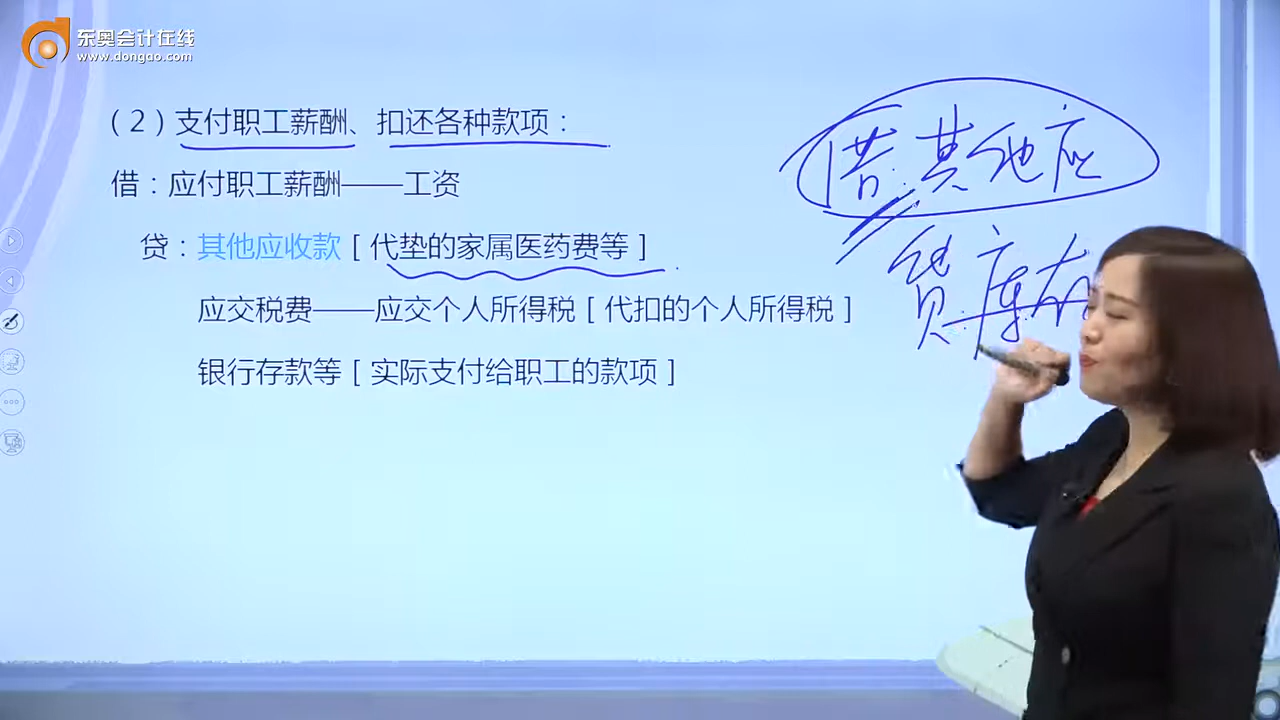 东奥会计在线
www.dongao.com
（2）支付职工薪酬、扣还各种款项：
借：应付职工薪酬——工资
贷：其他应收款［代垫的家属医药费等］
应交税费——应交个人所得税［代扣的个人所得税］
银行存款等［实际支付给职工的款项］
借 其他应
贷 库存